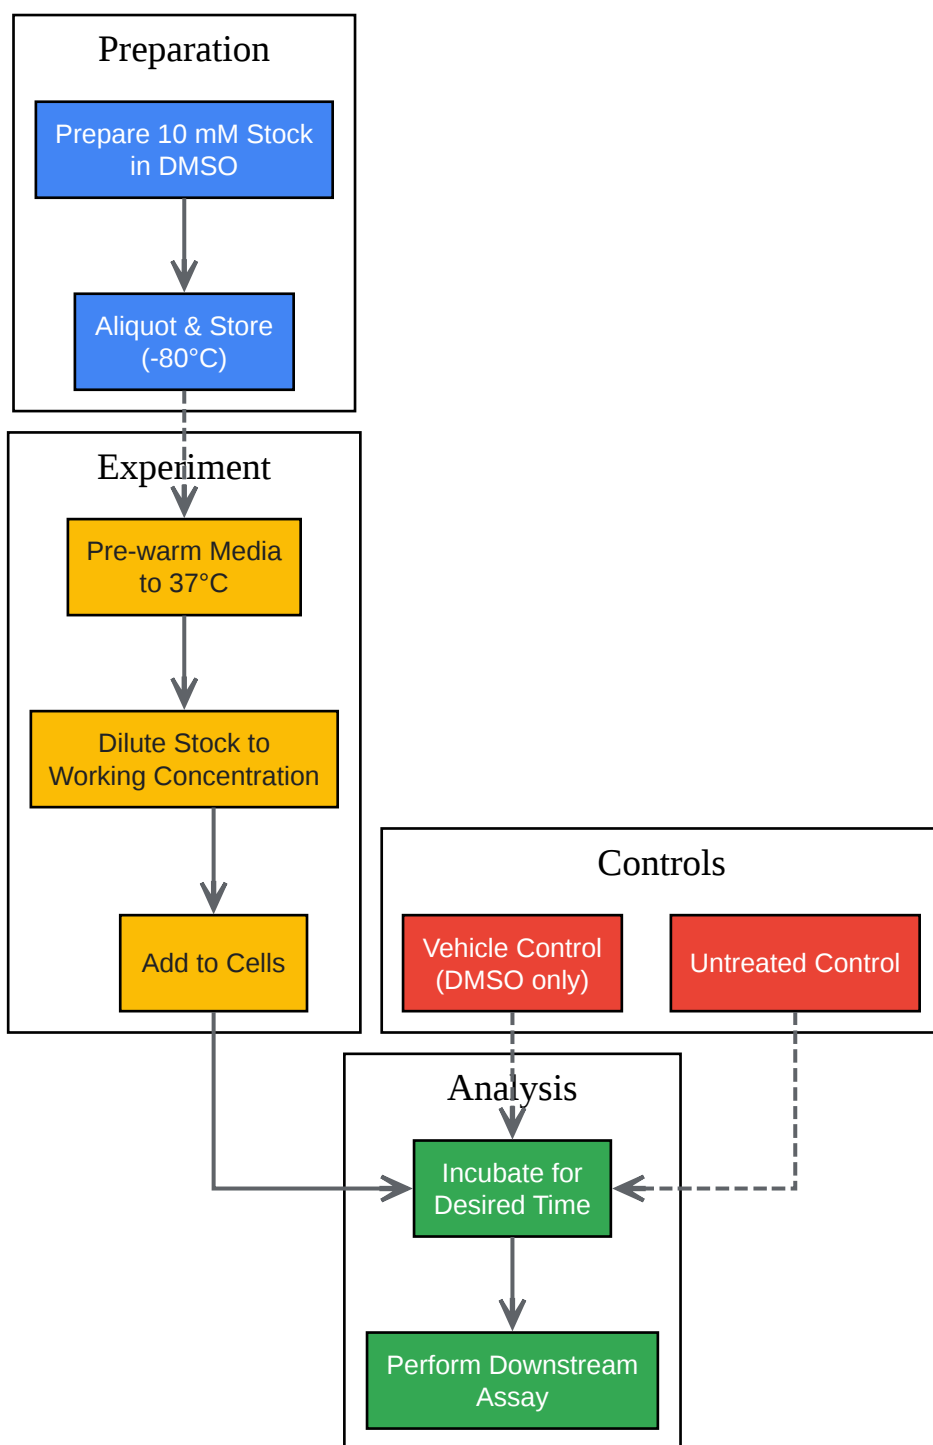 Preparation
Prepare 10 mM Stock
in DMSO
Aliquot & Store
(-80°C)
Experiment
Pre-warm Media
to 37°C
Dilute Stock to
Working Concentration
Add to Cells
Controls
Vehicle Control
(DMSO only)
Untreated Control
Analysis
Incubate for
Desired Time
Perform Downstream
Assay